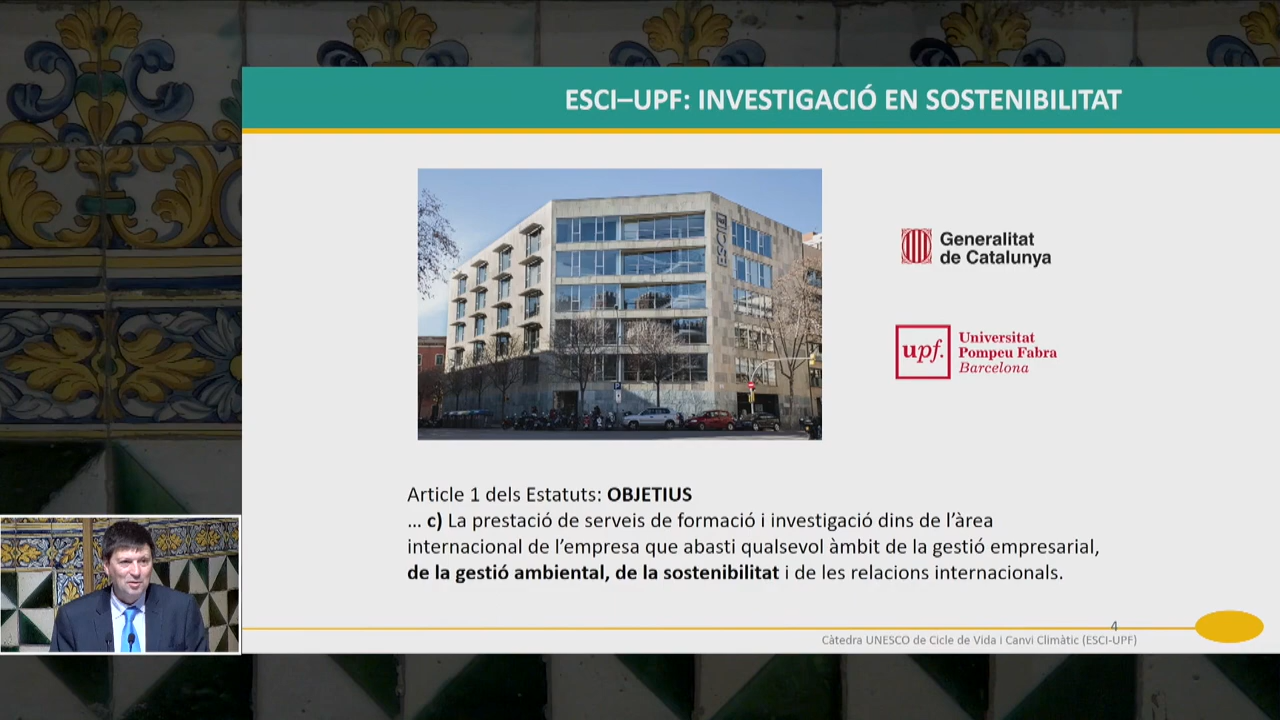 ESCI–UPF: INVESTIGACIÓ EN SOSTENIBILITAT
ESCI
Generalitat
de Catalunya
upf.
Universitat
Pompeu Fabra
Barcelona
Article 1 dels Estatuts: OBJETIUS
... c) La prestació de serveis de formació i investigació dins de l’àrea
internacional de l’empresa que abasti qualsevol àmbit de la gestió empresarial,
de la gestió ambiental, de la sostenibilitat i de les relacions internacionals.
4
Càtedra UNESCO de Cicle de Vida i Canvi Climàtic (ESCI-UPF)